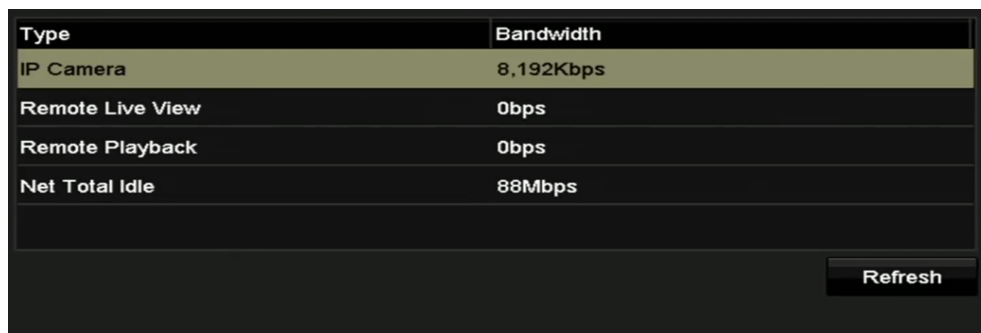 Type Bandwidth
IP Camera 8,192Kbps
Remote Live View 0bps
Remote Playback 0bps
Net Total Idle 88Mbps
Refresh